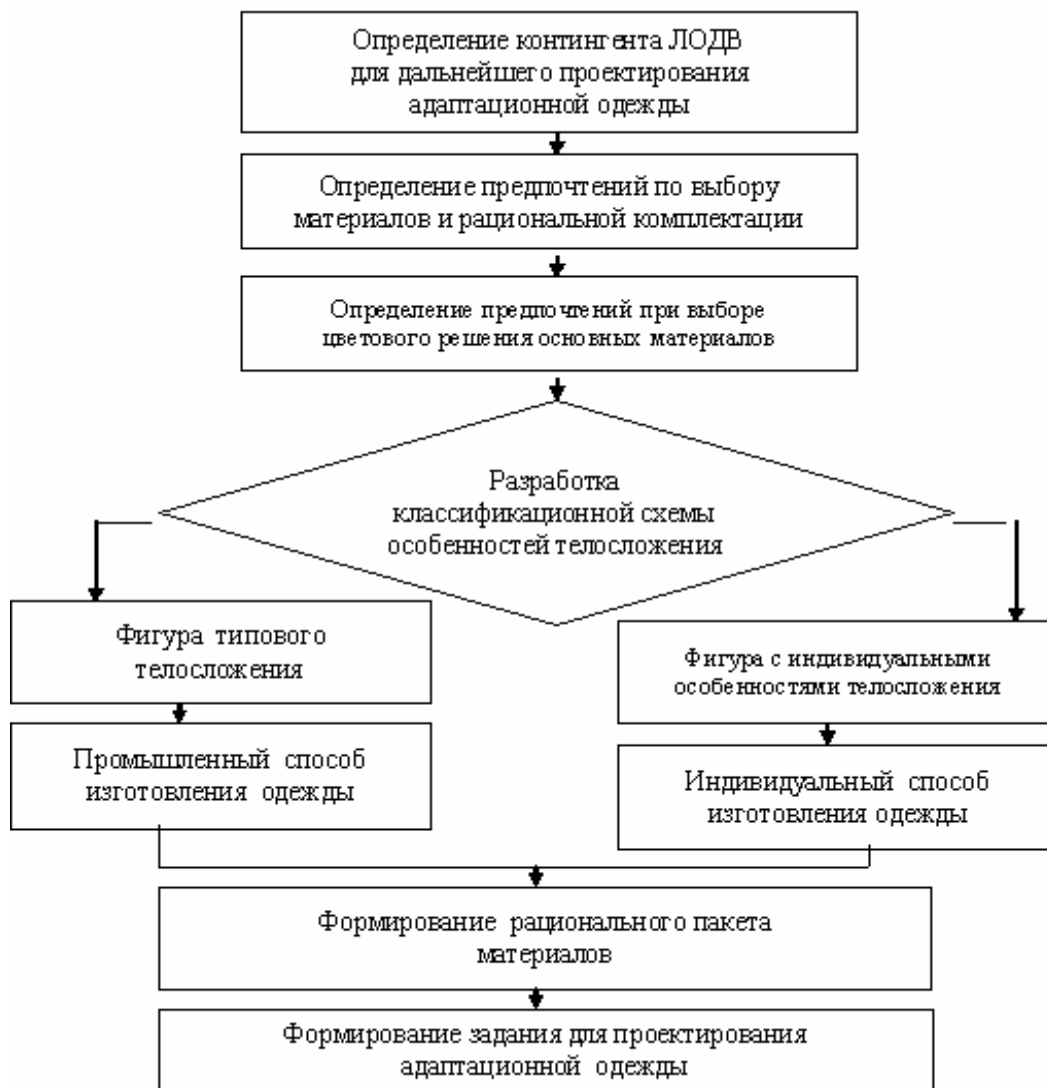 Определение контингента ЛОДВ
для дальнейшего проектирования
адаптационной одежды
Определение предпочтений по выбору
материалов и рациональной комплектации
Определение предпочтений при выборе
цветового решения основных материалов
Разработка
классификационной схемы
особенностей телосложения
Фигура типового
телосложения
Фигура с индивидуальными
особенностями телосложения
Промышленный способ
изготовления одежды
Индивидуальный способ
изготовления одежды
Формирование рационального пакета
материалов
Формирование задания для проектирования
адаптационной одежды